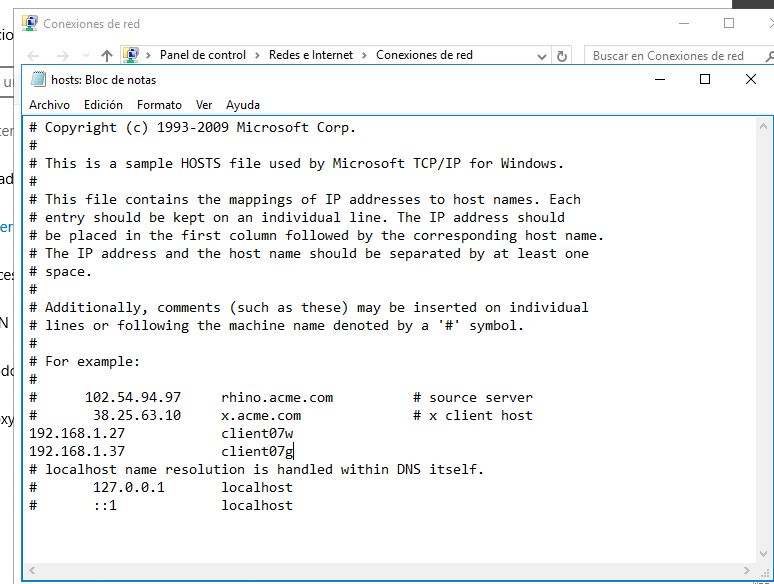 Conexiones de red
Panel de control > Redes e Internet > Conexiones de red
Buscar en Conexiones de red
hosts: Bloc de notas
Archivo Edición Formato Ver Ayuda
# Copyright (c) 1993-2009 Microsoft Corp.
#
# This is a sample HOSTS file used by Microsoft TCP/IP for Windows.
#
# This file contains the mappings of IP addresses to host names. Each
# entry should be kept on an individual line. The IP address should
# be placed in the first column followed by the corresponding host name.
# The IP address and the host name should be separated by at least one
# space.
#
# Additionally, comments (such as these) may be inserted on individual
# lines or following the machine name denoted by a '#' symbol.
#
# For example:
#
#      102.54.94.97     rhino.acme.com          # source server
#       38.25.63.10     x.acme.com              # x client host
192.168.1.27            client07w
192.168.1.37            client07g
# localhost name resolution is handled within DNS itself.
#       127.0.0.1       localhost
#       ::1             localhost